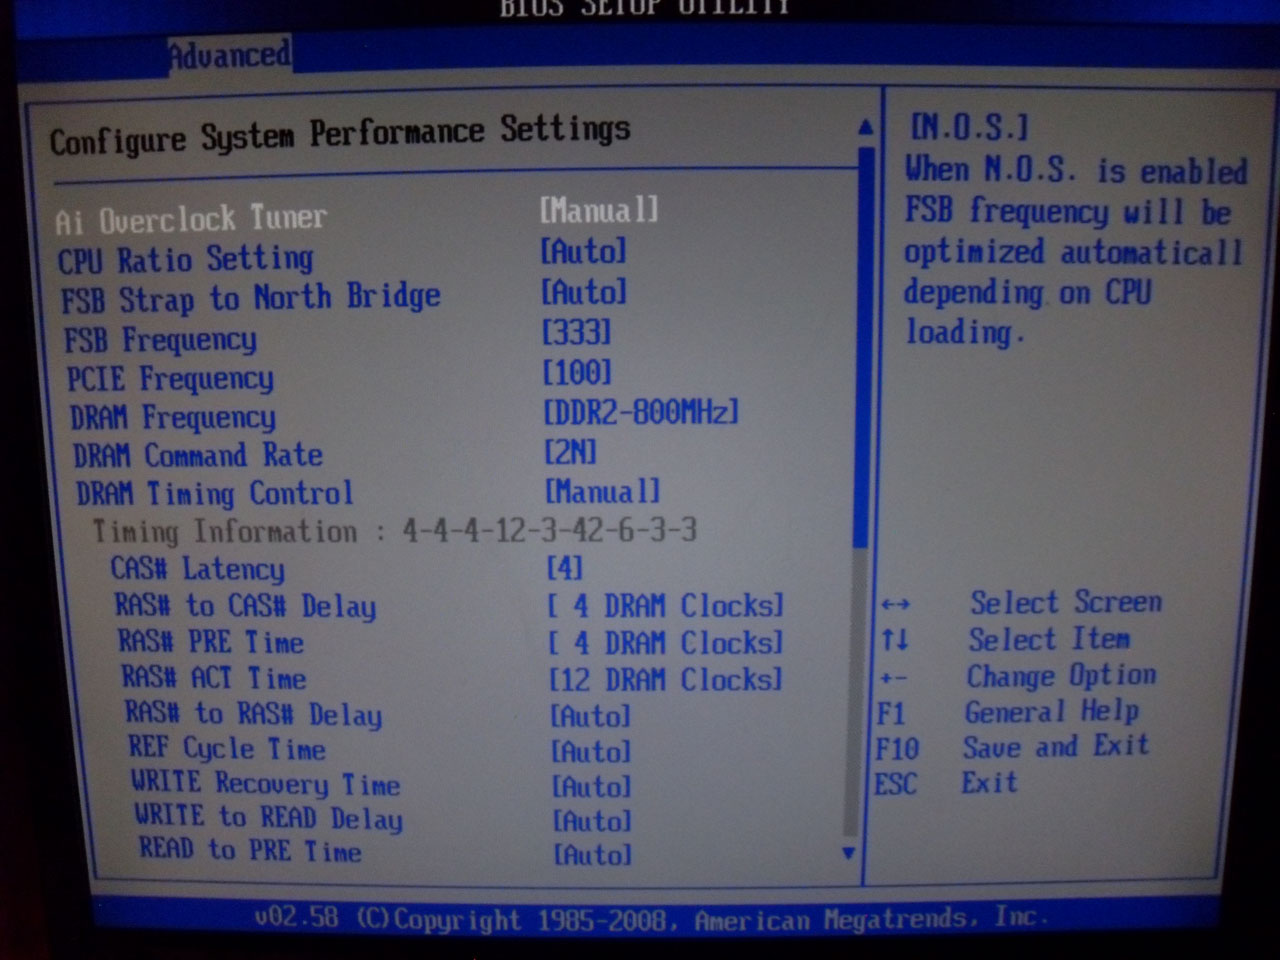 BIOS SETUP UTILITY
Advanced
Configure System Performance Settings
Ai Overclock Tuner [Manual]
CPU Ratio Setting [Auto]
FSB Strap to North Bridge [Auto]
FSB Frequency [333]
PCIE Frequency [100]
DRAM Frequency [DDR2-800MHz]
DRAM Command Rate [2N]
DRAM Timing Control [Manual]
Timing Information : 4-4-4-12-3-42-6-3-3
CAS# Latency [4]
RAS# to CAS# Delay [ 4 DRAM Clocks]
RAS# PRE Time [ 4 DRAM Clocks]
RAS# ACT Time [12 DRAM Clocks]
RAS# to RAS# Delay [Auto]
REF Cycle Time [Auto]
WRITE Recovery Time [Auto]
WRITE to READ Delay [Auto]
READ to PRE Time [Auto]
[N.O.S.]
When N.O.S. is enabled
FSB frequency will be
optimized automaticall
depending on CPU
loading.
↔ Select Screen
↑↓ Select Item
+- Change Option
F1 General Help
F10 Save and Exit
ESC Exit
v02.58 (C)Copyright 1985-2008, American Megatrends, Inc.